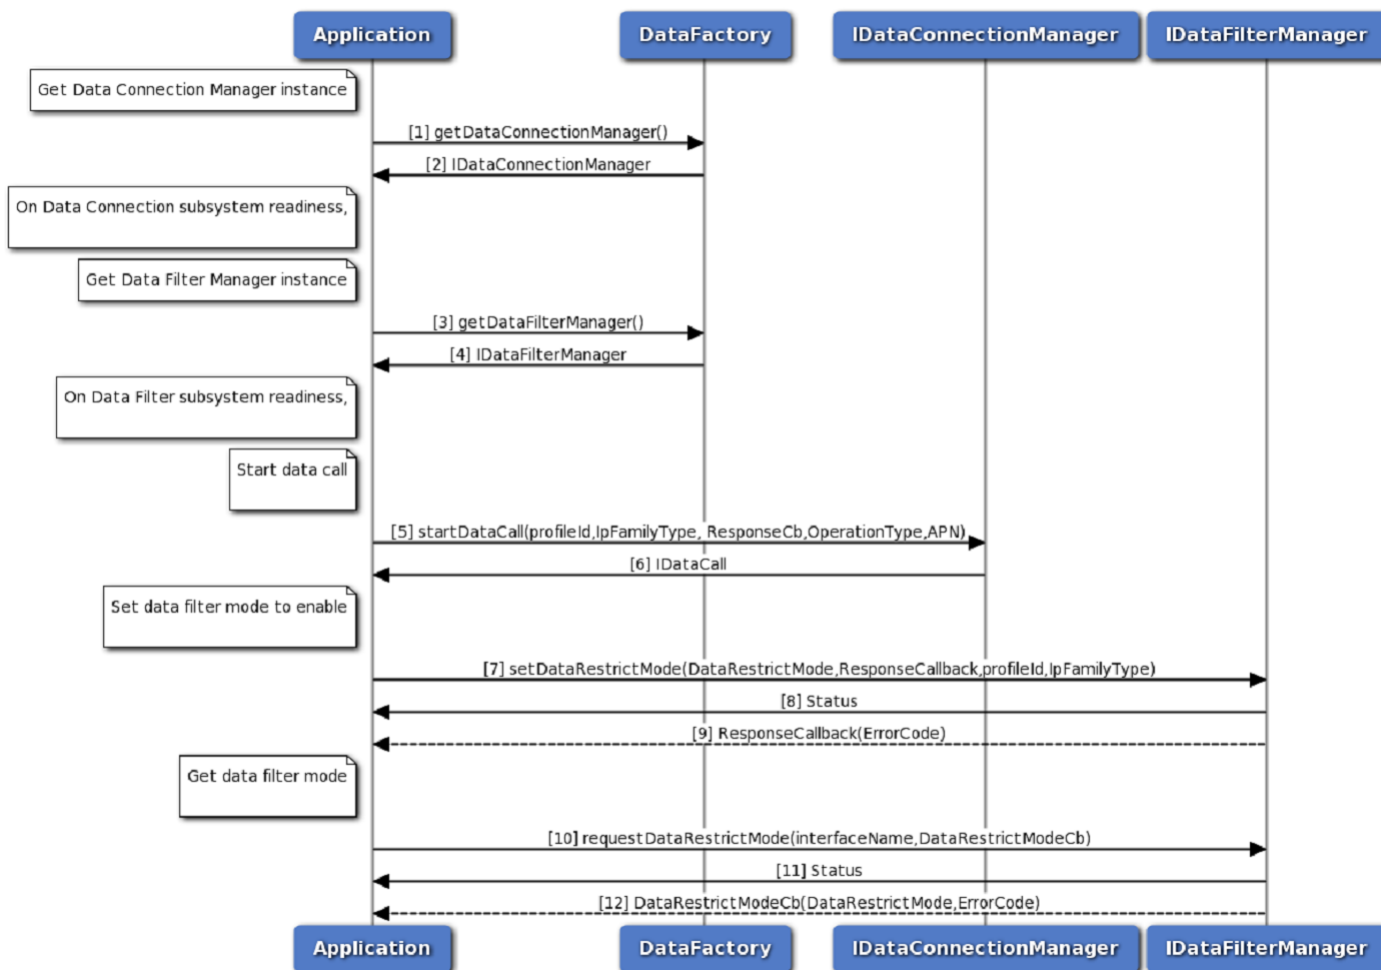 Application
DataFactory
IDataConnectionManager
IDataFilterManager
Get Data Connection Manager instance
[1] getDataConnectionManager()
[2] IDataConnectionManager
On Data Connection subsystem readiness,
Get Data Filter Manager instance
[3] getDataFilterManager()
[4] IDataFilterManager
On Data Filter subsystem readiness,
Start data call
[5] startDataCall(profileId,IpFamilyType, ResponseCb,OperationType,APN)
[6] IDataCall
Set data filter mode to enable
[7] setDataRestrictMode(DataRestrictMode,ResponseCallback,profileId,IpFamilyType)
[8] Status
[9] ResponseCallback(ErrorCode)
Get data filter mode
[10] requestDataRestrictMode(interfaceName,DataRestrictModeCb)
[11] Status
[12] DataRestrictModeCb(DataRestrictMode,ErrorCode)
Application
DataFactory
IDataConnectionManager
IDataFilterManager